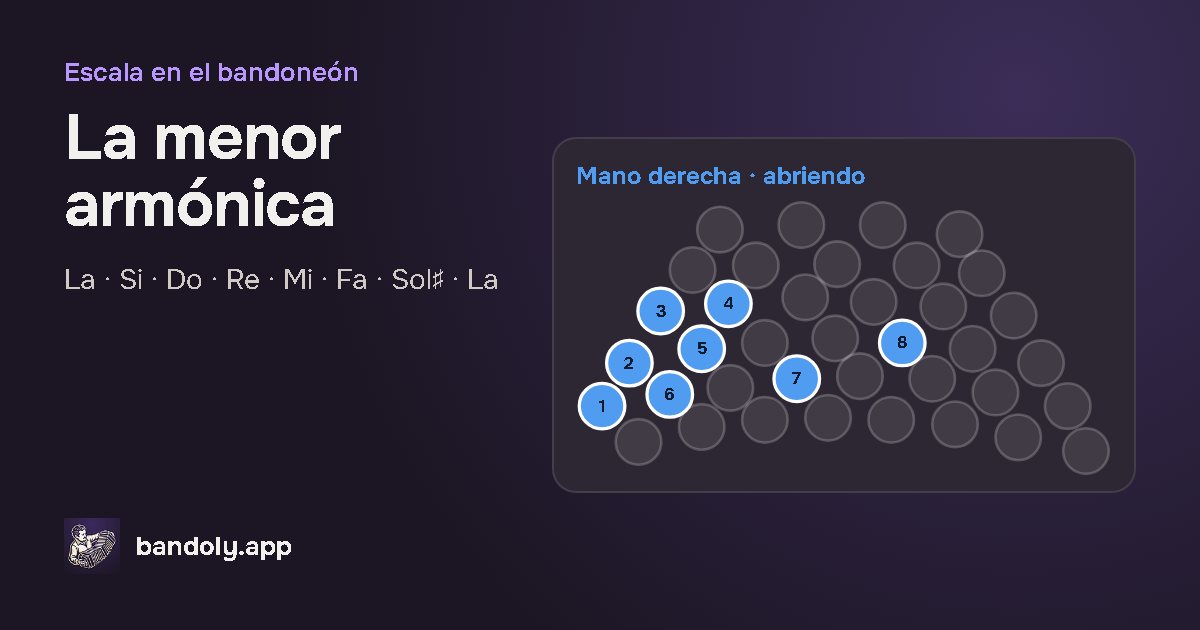 Escala en el bandoneón
La menor
armónica
La · Si · Do · Re · Mi · Fa · Sol♯ · La
Mano derecha · abriendo
3 4
2 5 8
1 6 7
bandoly.app